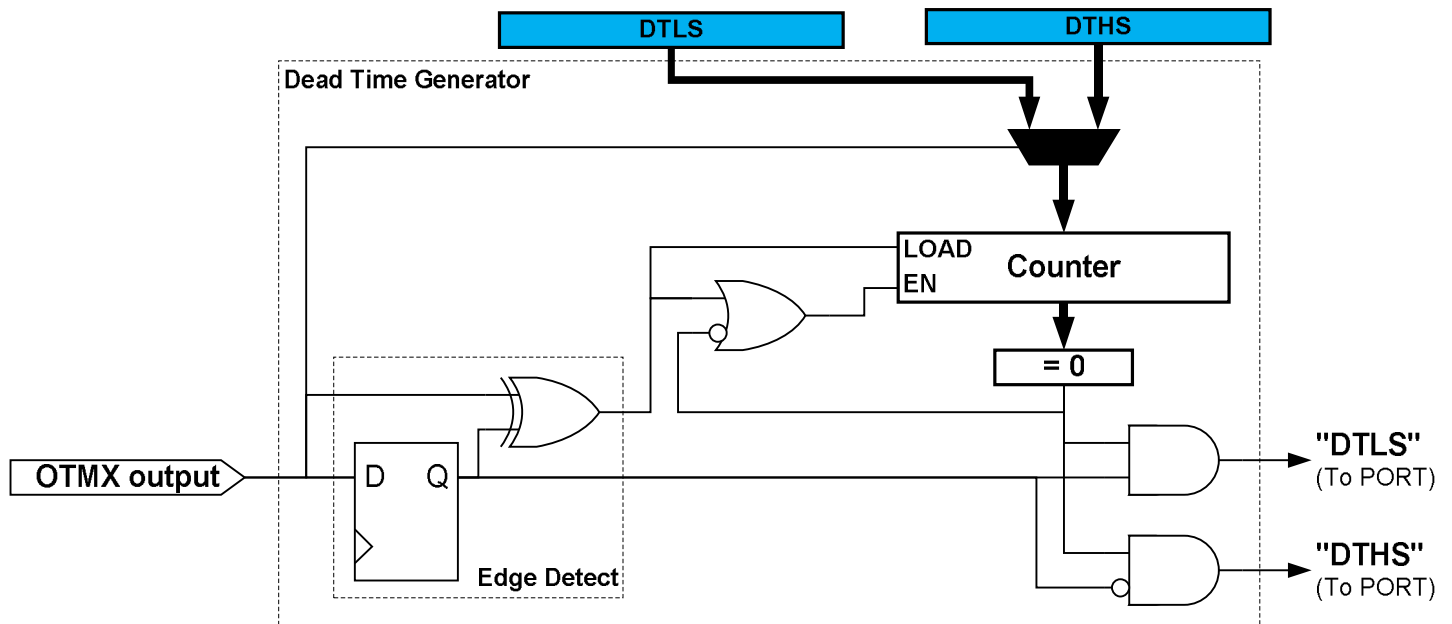 DTLS
DTHS
Dead Time Generator
LOAD
Counter
EN
= 0
OTMX output
D
Q
Edge Detect
"DTLS"
(To PORT)
"DTHS"
(To PORT)